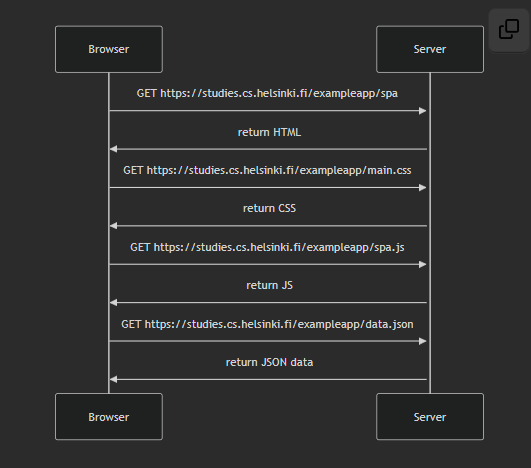 Browser
Server
GET https://studies.cs.helsinki.fi/exampleapp/spa
return HTML
GET https://studies.cs.helsinki.fi/exampleapp/main.css
return CSS
GET https://studies.cs.helsinki.fi/exampleapp/spa.js
return JS
GET https://studies.cs.helsinki.fi/exampleapp/data.json
return JSON data
Browser
Server